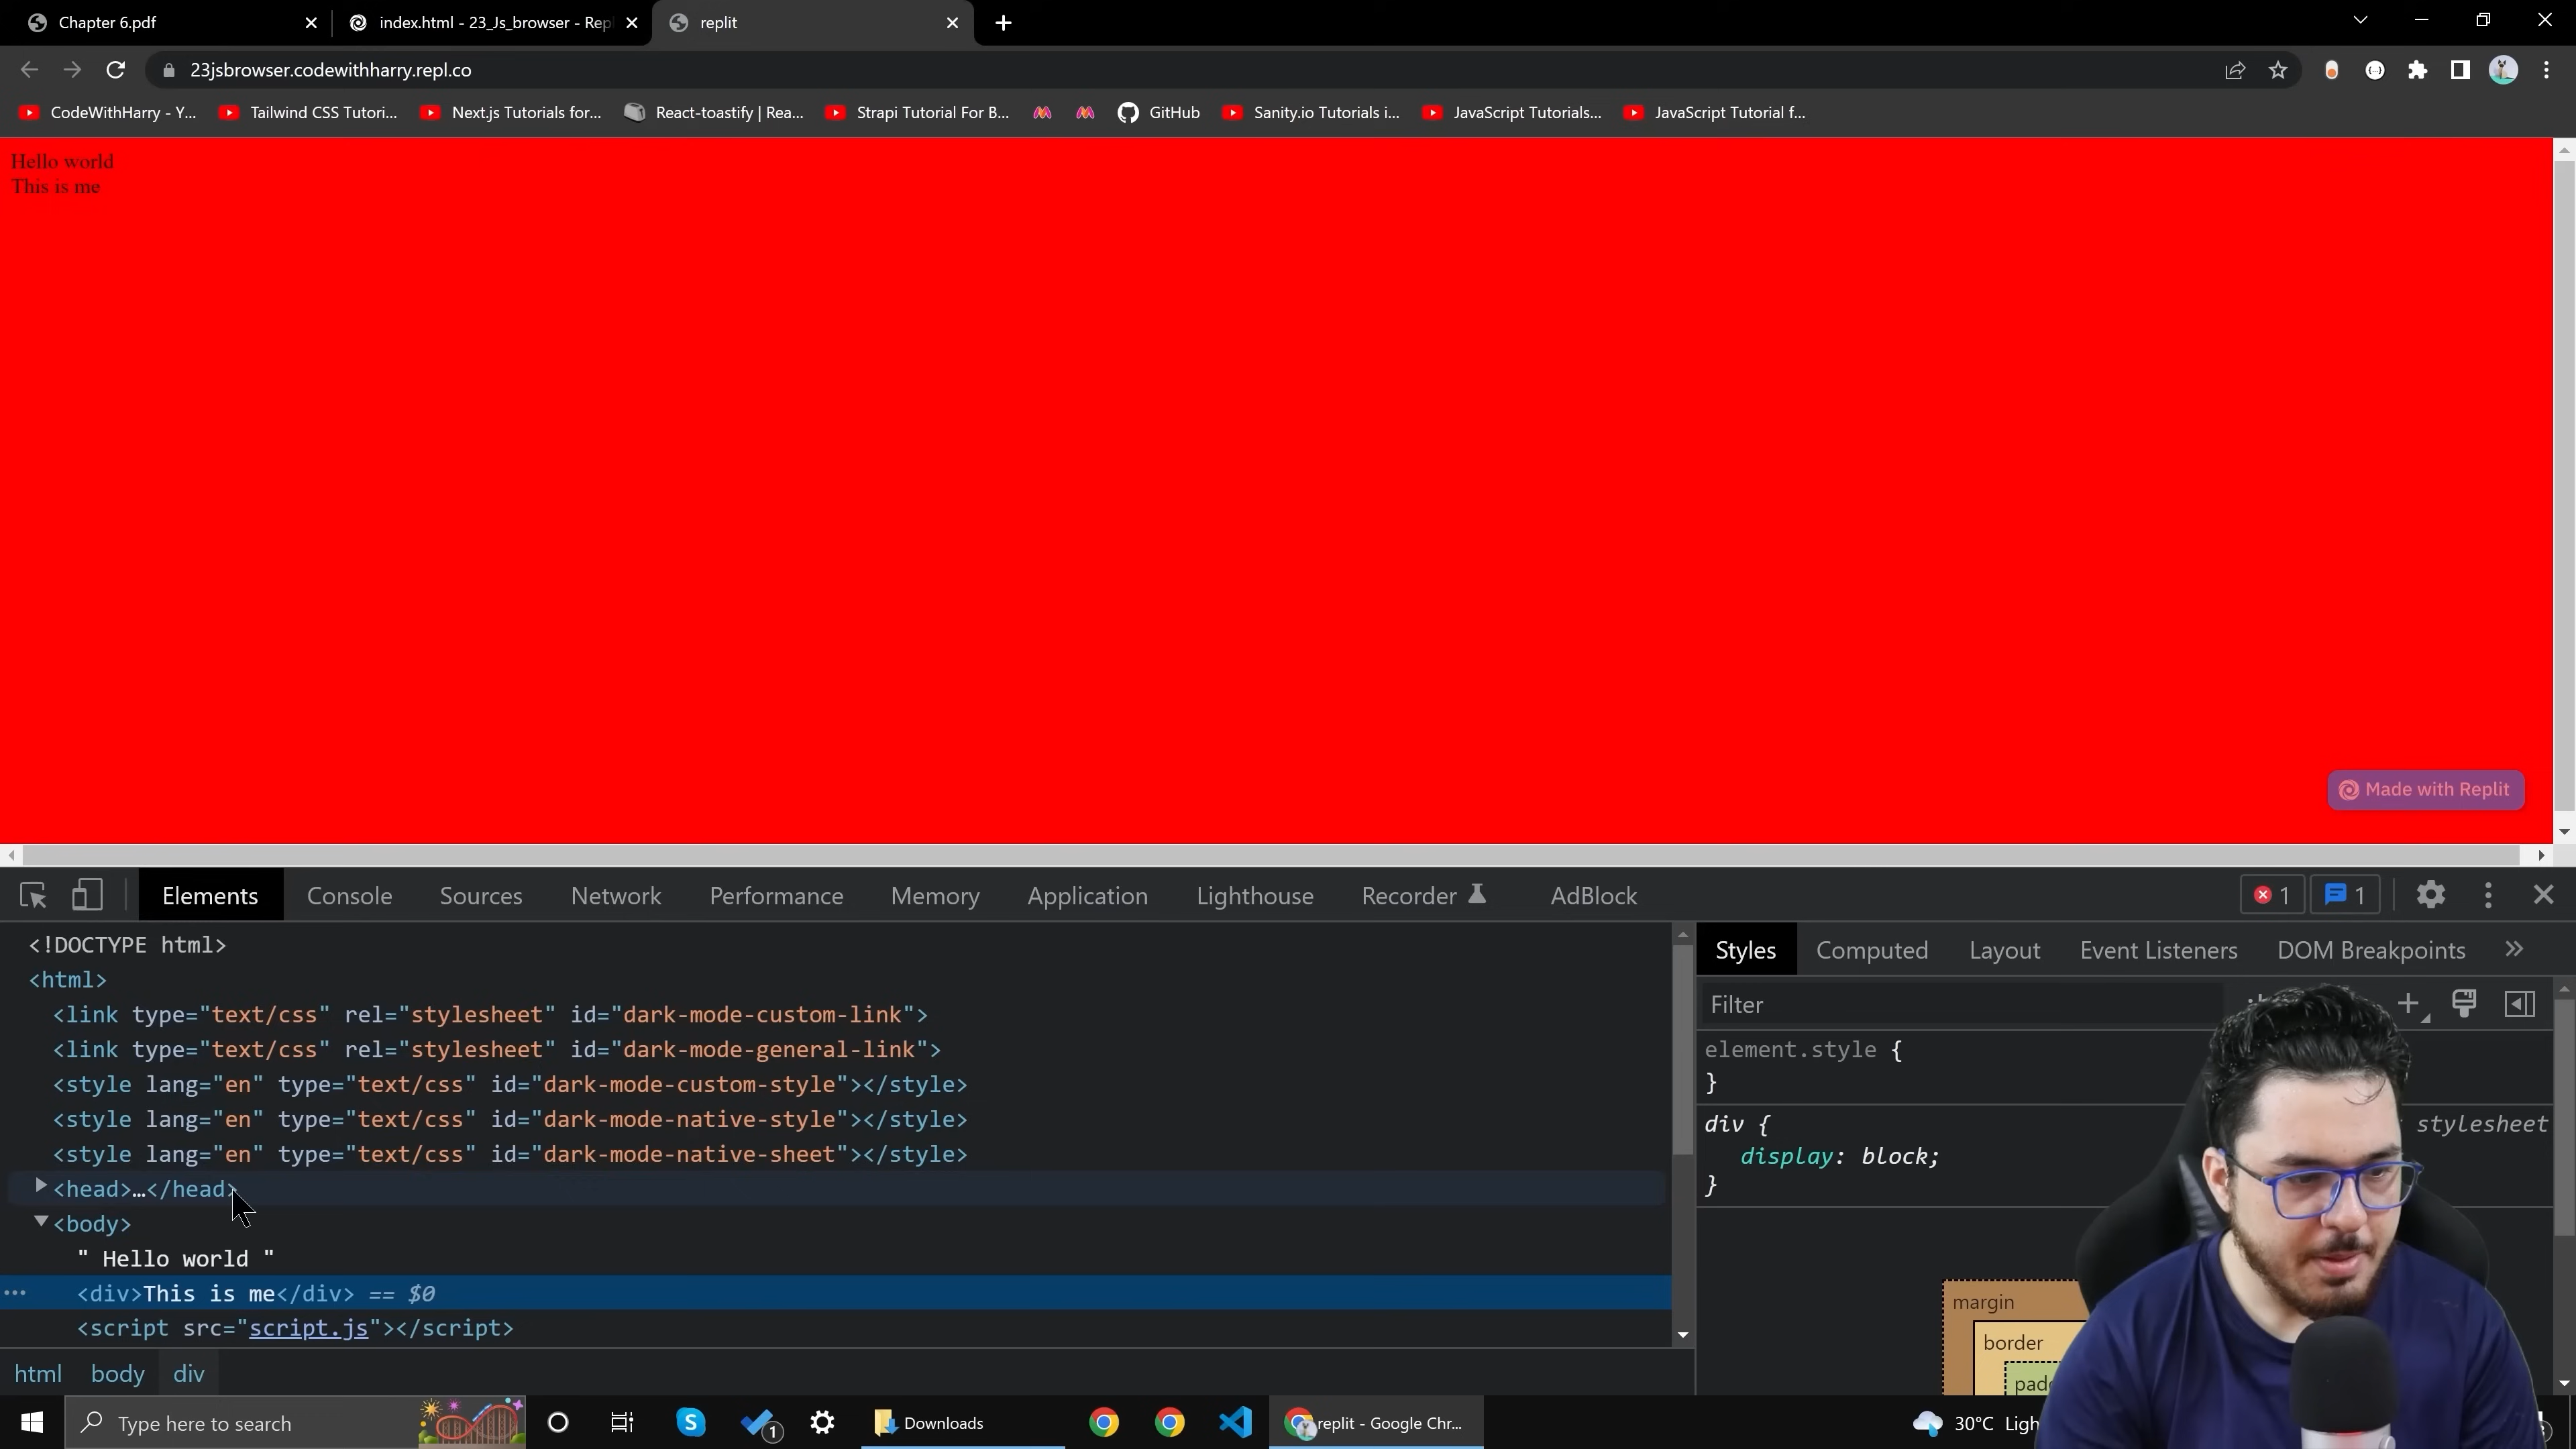 Chapter 6.pdf
index.html - 23_Js_browser - Rep
replit
23jsbrowser.codewithharry.repl.co
CodeWithHarry - Y...
Tailwind CSS Tutori...
Next.js Tutorials for...
React-toastify | Rea...
Strapi Tutorial For B...
GitHub
Sanity.io Tutorials i...
JavaScript Tutorials...
JavaScript Tutorial f...
Hello world
This is me
Made with Replit
Elements
Console
Sources
Network
Performance
Memory
Application
Lighthouse
Recorder
AdBlock
1
1
<!DOCTYPE html>
<html>
<link type="text/css" rel="stylesheet" id="dark-mode-custom-link">
<link type="text/css" rel="stylesheet" id="dark-mode-general-link">
<style lang="en" type="text/css" id="dark-mode-custom-style"></style>
<style lang="en" type="text/css" id="dark-mode-native-style"></style>
<style lang="en" type="text/css" id="dark-mode-native-sheet"></style>
<head>…</head>
<body>
" Hello world "
<div>This is me</div> == $0
<script src="script.js"></script>
html body div
Styles
Computed
Layout
Event Listeners
DOM Breakpoints
Filter
element.style {
}
div {
stylesheet
display: block;
}
margin
border
Type here to search
1
Downloads
replit - Google Chr...
30°C